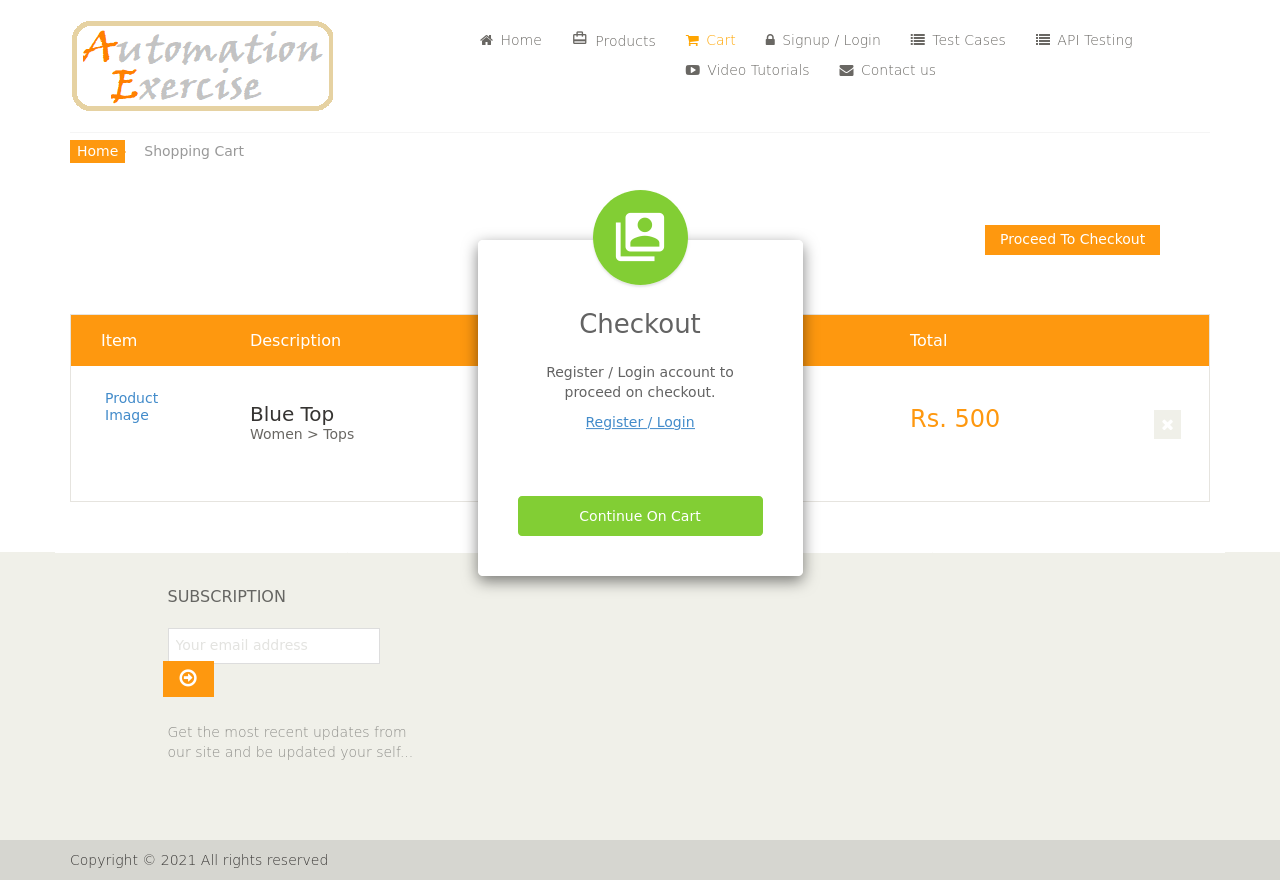 Automation
Exercise
Home
Products
Cart
Signup / Login
Test Cases
API Testing
Video Tutorials
Contact us
Home
Shopping Cart
Proceed To Checkout
Item
Description
Total
Product
Image
Blue Top
Women > Tops
Rs. 500
Checkout
Register / Login account to
proceed on checkout.
Register / Login
Continue On Cart
SUBSCRIPTION
Your email address
Get the most recent updates from
our site and be updated your self...
Copyright © 2021 All rights reserved